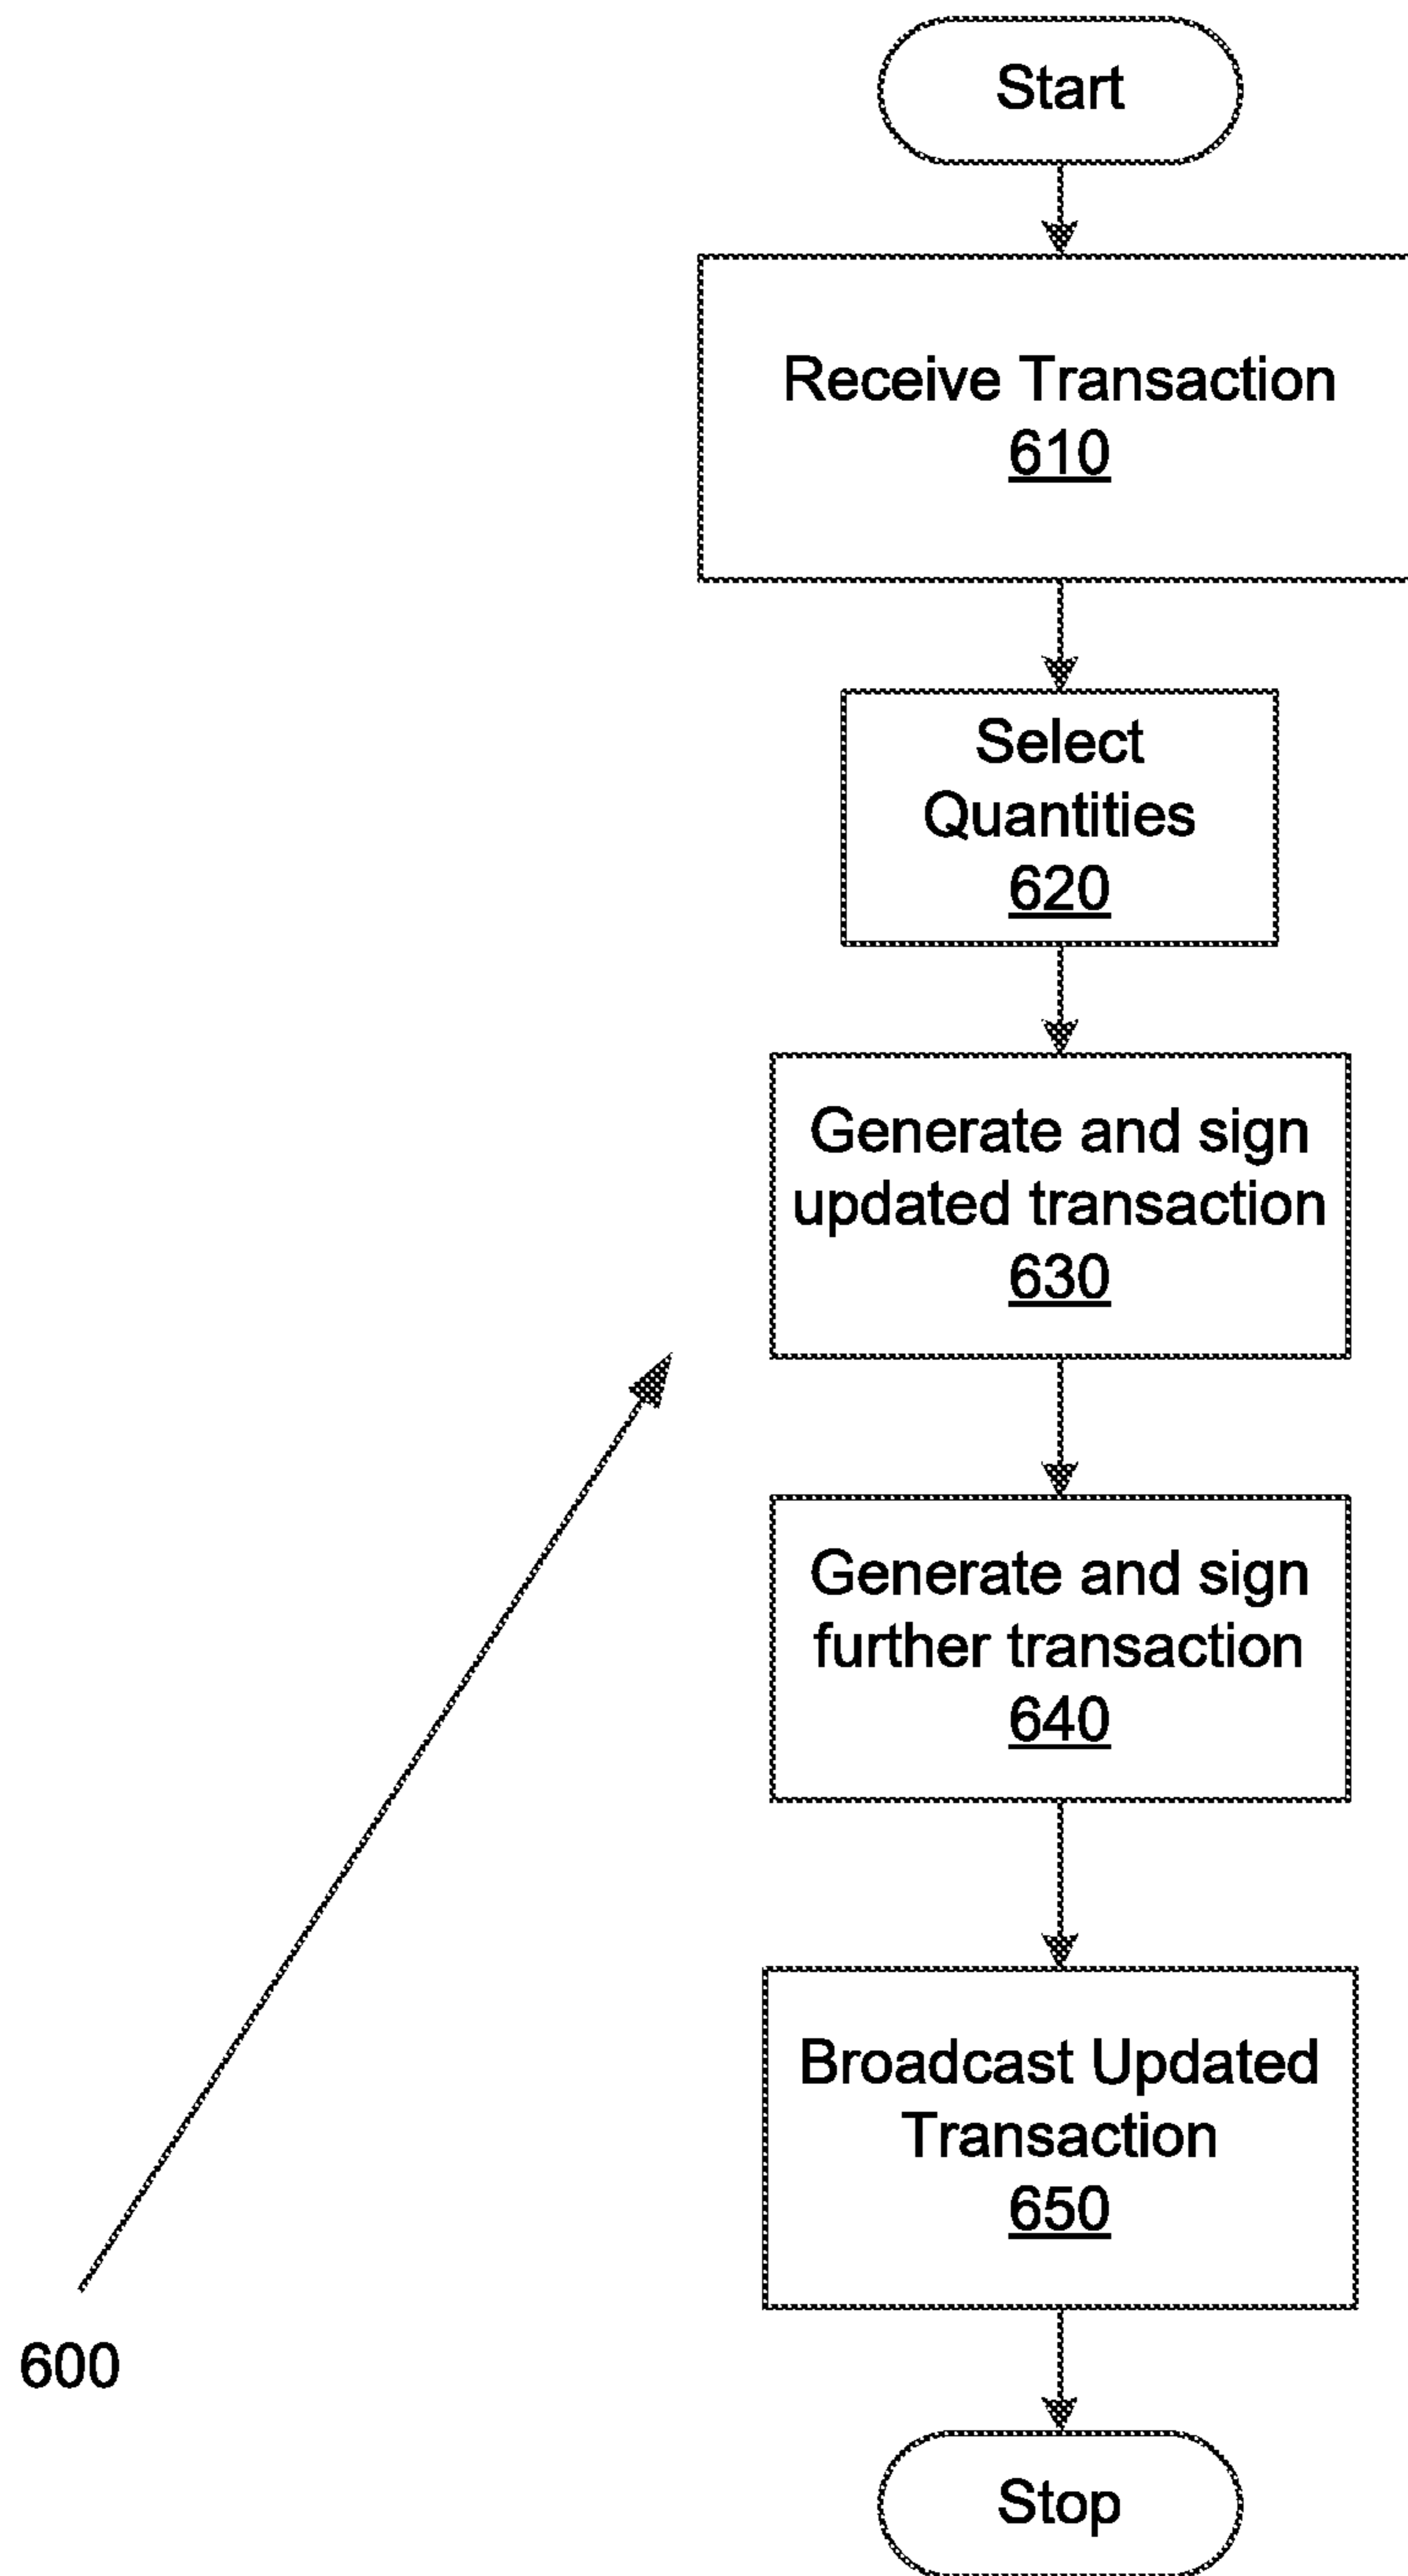 Start
Receive Transaction
610
Select
Quantities
620
Generate and sign
updated transaction
630
Generate and sign
further transaction
640
Broadcast Updated
Transaction
650
600
Stop